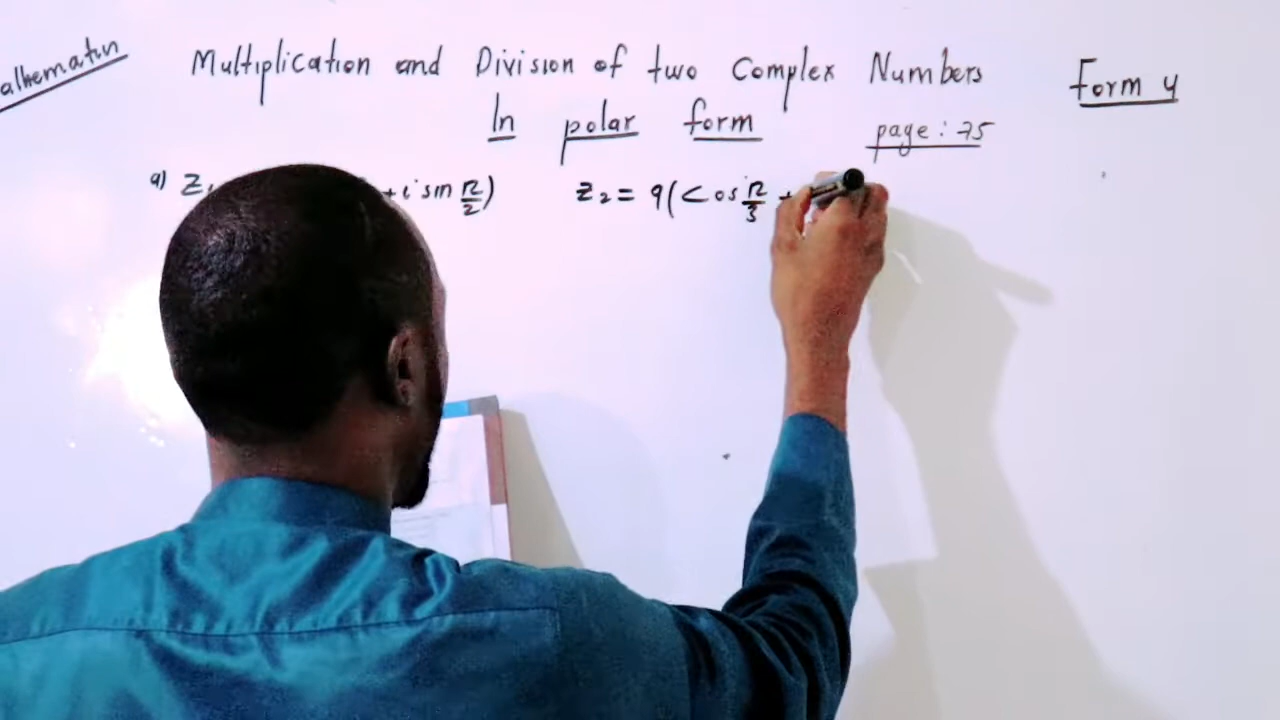 Multiplication and Division of two Complex Numbers
Form 4
In polar form
page: 75
a) Z + i sin π/2) Z₂ = 9(Cos π/3 +